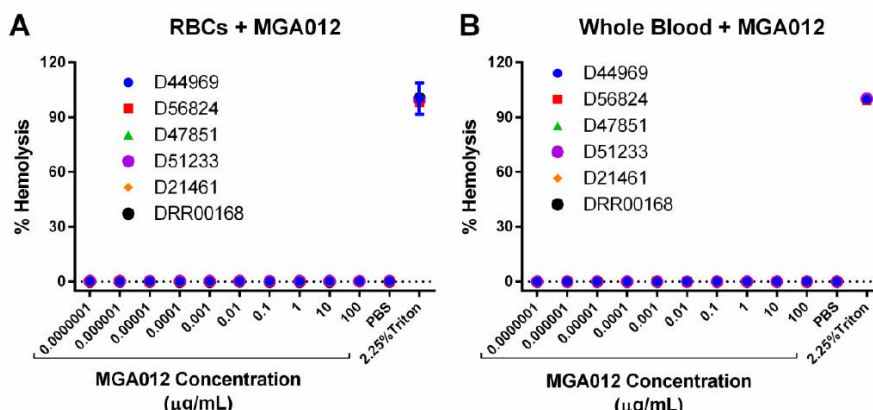 A
RBCs + MGA012
% Hemolysis
120
90
60
30
0
D44969
D56824
D47851
D51233
D21461
DRR00168
0.0000001
0.000001
0.00001
0.0001
0.001
0.01
0.1
1
10
100
PBS
2.25%Triton
MGA012 Concentration
(µg/mL)
B
Whole Blood + MGA012
% Hemolysis
120
90
60
30
0
D44969
D56824
D47851
D51233
D21461
DRR00168
0.0000001
0.000001
0.00001
0.0001
0.001
0.01
0.1
1
10
100
PBS
2.25%Triton
MGA012 Concentration
(µg/mL)